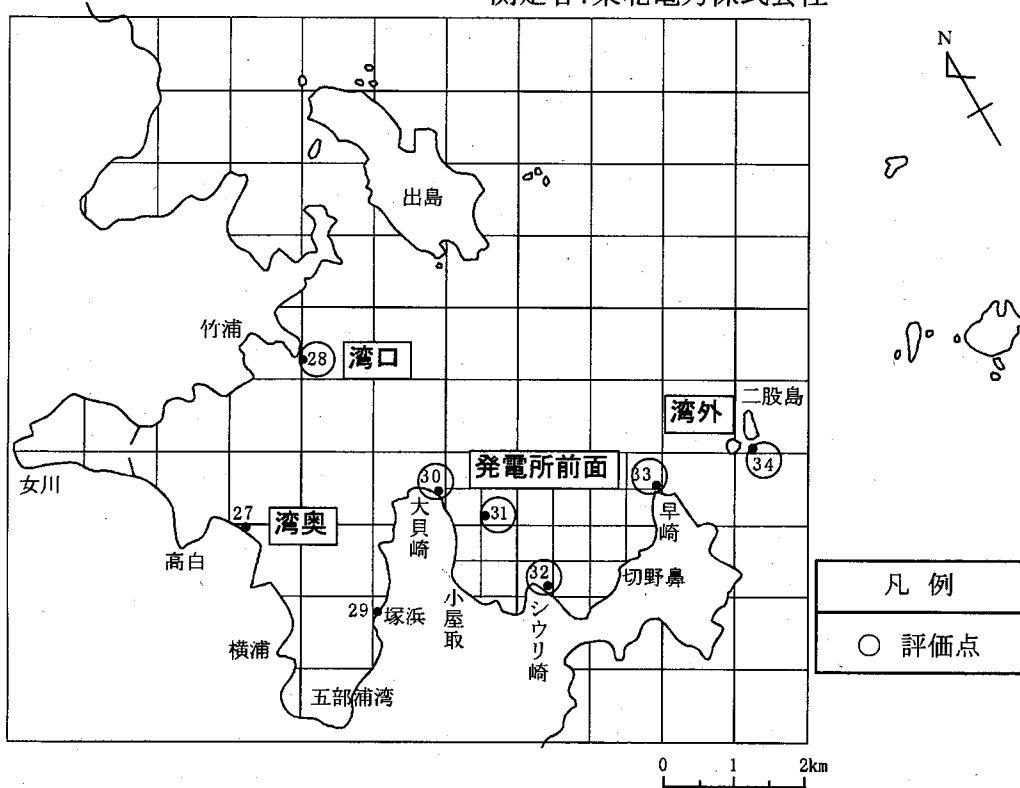 測定者:東北電力株式会社
N
出島
竹浦
28
湾口
二股島
湾外
34
発電所前面
30
33
女川
大貝崎
31
早崎
27
湾奥
高白
32
切野鼻
凡例
29
塚浜
小屋取
シウリ崎
○ 評価点
横浦
五部浦湾
0 1 2km